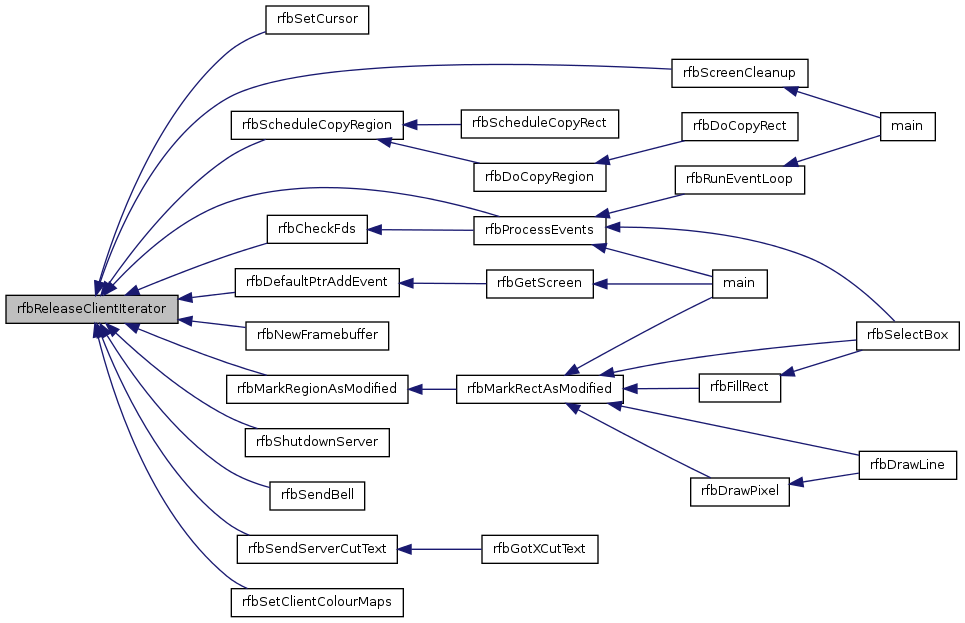 rfbSetCursor
rfbScreenCleanup
rfbScheduleCopyRegion
rfbScheduleCopyRect
rfbDoCopyRect
main
rfbDoCopyRegion
rfbRunEventLoop
rfbCheckFds
rfbProcessEvents
rfbDefaultPtrAddEvent
rfbGetScreen
main
rfbReleaseClientIterator
rfbNewFramebuffer
rfbSelectBox
rfbMarkRegionAsModified
rfbMarkRectAsModified
rfbFillRect
rfbShutdownServer
rfbDrawLine
rfbSendBell
rfbDrawPixel
rfbSendServerCutText
rfbGotXCutText
rfbSetClientColourMaps